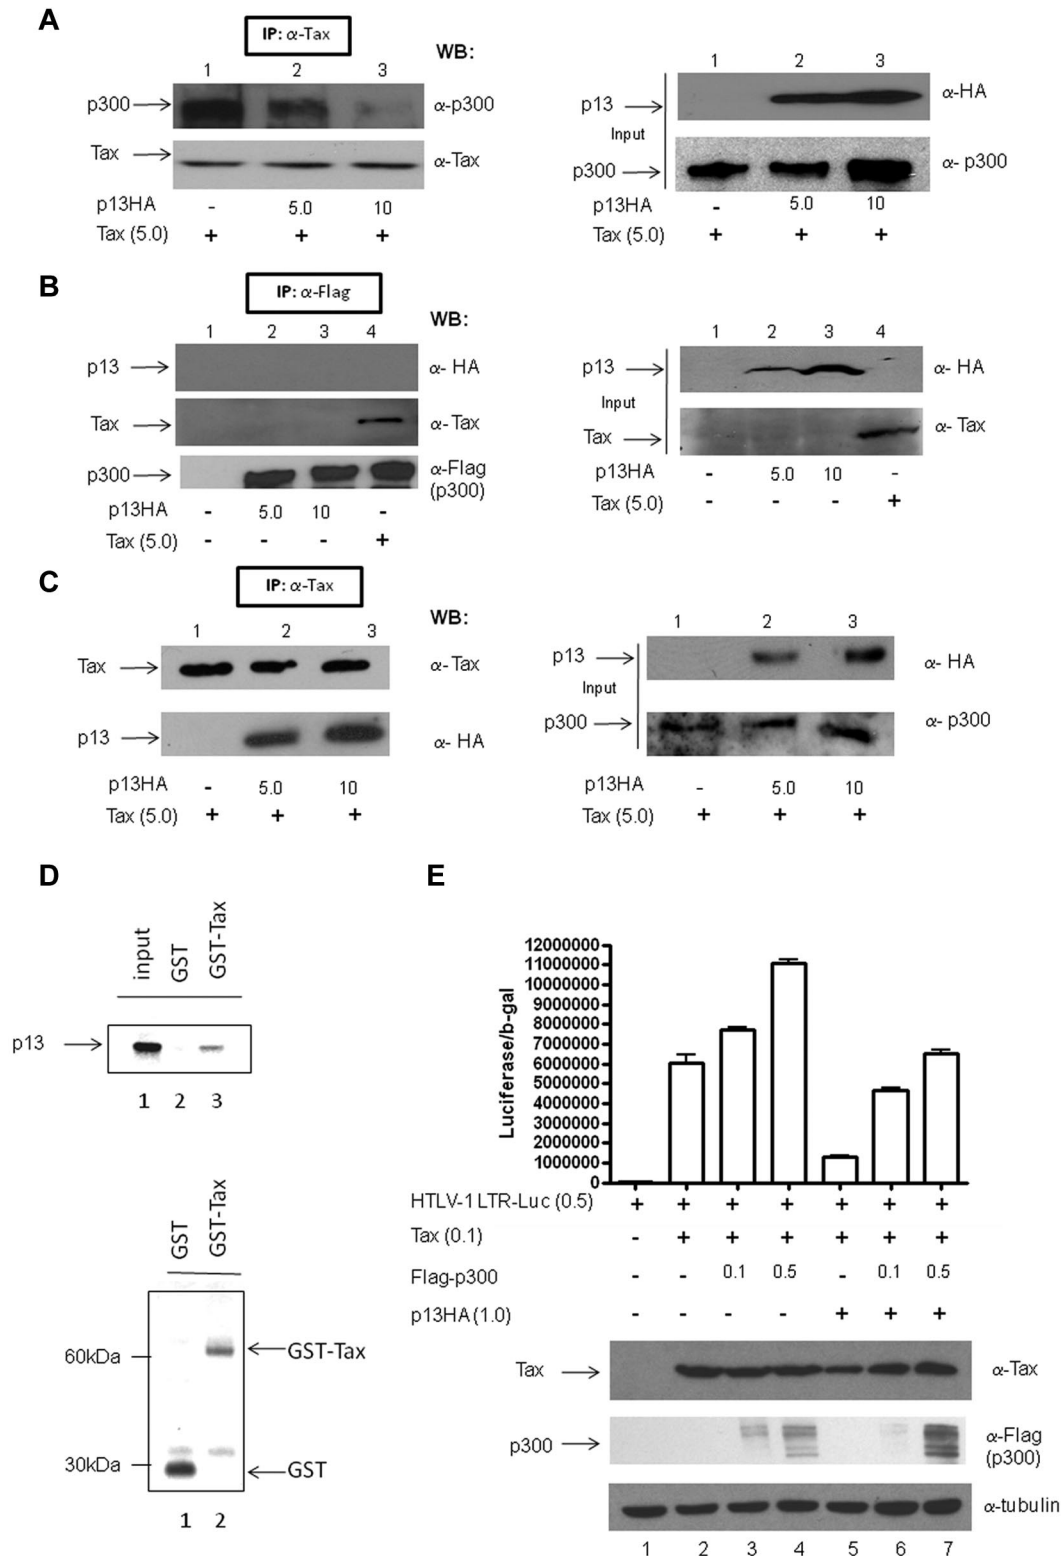 A
IP: α-Tax
WB:
1 2 3
p300 α-p300
Tax α-Tax
p13HA - 5.0 10
Tax (5.0) + + +
1 2 3
p13 α-HA
Input
p300 α- p300
p13HA - 5.0 10
Tax (5.0) + + +
B
IP: α-Flag
WB:
1 2 3 4
p13 α- HA
Tax α- Tax
p300 α-Flag
(p300)
p13HA - 5.0 10 -
Tax (5.0) - - - +
1 2 3 4
p13 α- HA
Input
Tax α- Tax
p13HA - 5.0 10 -
Tax (5.0) - - - +
C
IP: α-Tax
WB:
1 2 3
Tax α-Tax
p13 α- HA
p13HA - 5.0 10
Tax (5.0) + + +
1 2 3
p13 α- HA
Input
p300 α- p300
p13HA - 5.0 10
Tax (5.0) + + +
D
input GST GST-Tax
p13
1 2 3
GST GST-Tax
60kDa GST-Tax
30kDa GST
1 2
E
Luciferase/b-gal
12000000
11000000
10000000
9000000
8000000
7000000
6000000
5000000
4000000
3000000
2000000
1000000
0
HTLV-1 LTR-Luc (0.5) + + + + + + +
Tax (0.1) - + + + + + +
Flag-p300 - - 0.1 0.5 - 0.1 0.5
p13HA (1.0) - - - - + + +
Tax α-Tax
p300 α-Flag
(p300)
α-tubulin
1 2 3 4 5 6 7